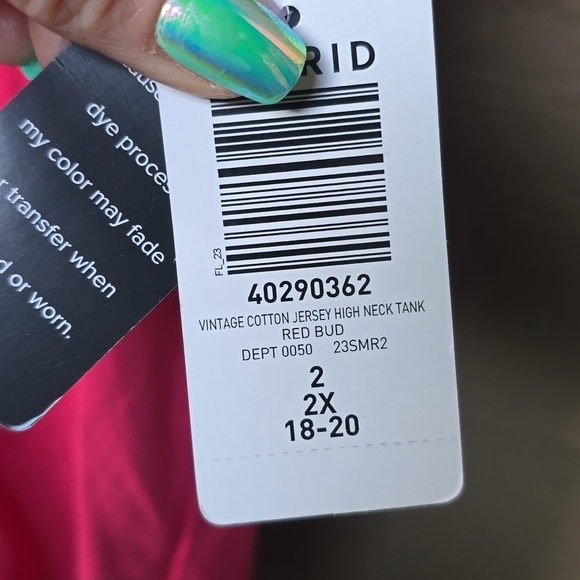 RID
FL_23
40290362
VINTAGE COTTON JERSEY HIGH NECK TANK
RED BUD
DEPT 0050 23SMR2
2
2X
18-20
dye proces
my color may fade
transfer when
d or worn.